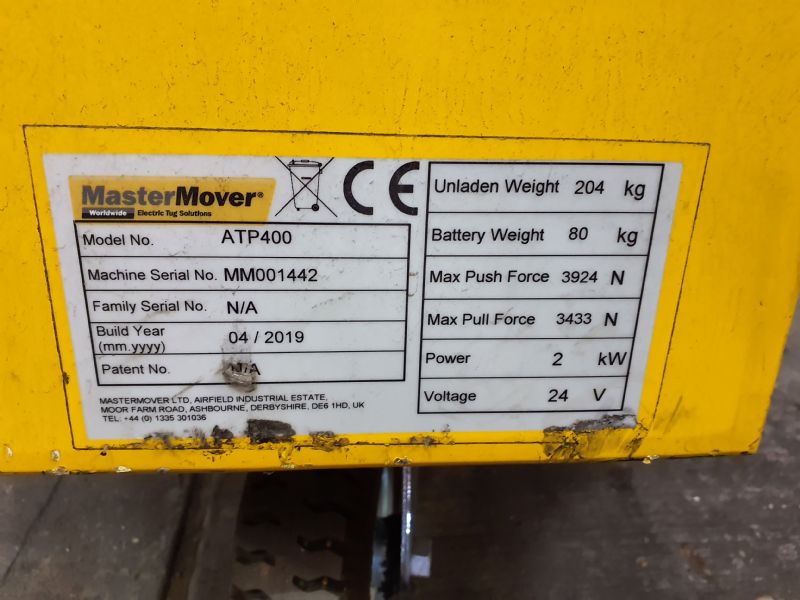 MasterMover®
Worldwide Electric Tug Solutions
CE
Model No. ATP400
Machine Serial No. MM001442
Family Serial No. N/A
Build Year
(mm.yyyy) 04 / 2019
Patent No. N/A
MASTERMOVER LTD, AIRFIELD INDUSTRIAL ESTATE,
MOOR FARM ROAD, ASHBOURNE, DERBYSHIRE, DE6 1HD, UK
TEL: +44 (0) 1335 301036
Unladen Weight 204 kg
Battery Weight 80 kg
Max Push Force 3924 N
Max Pull Force 3433 N
Power 2 kW
Voltage 24 V